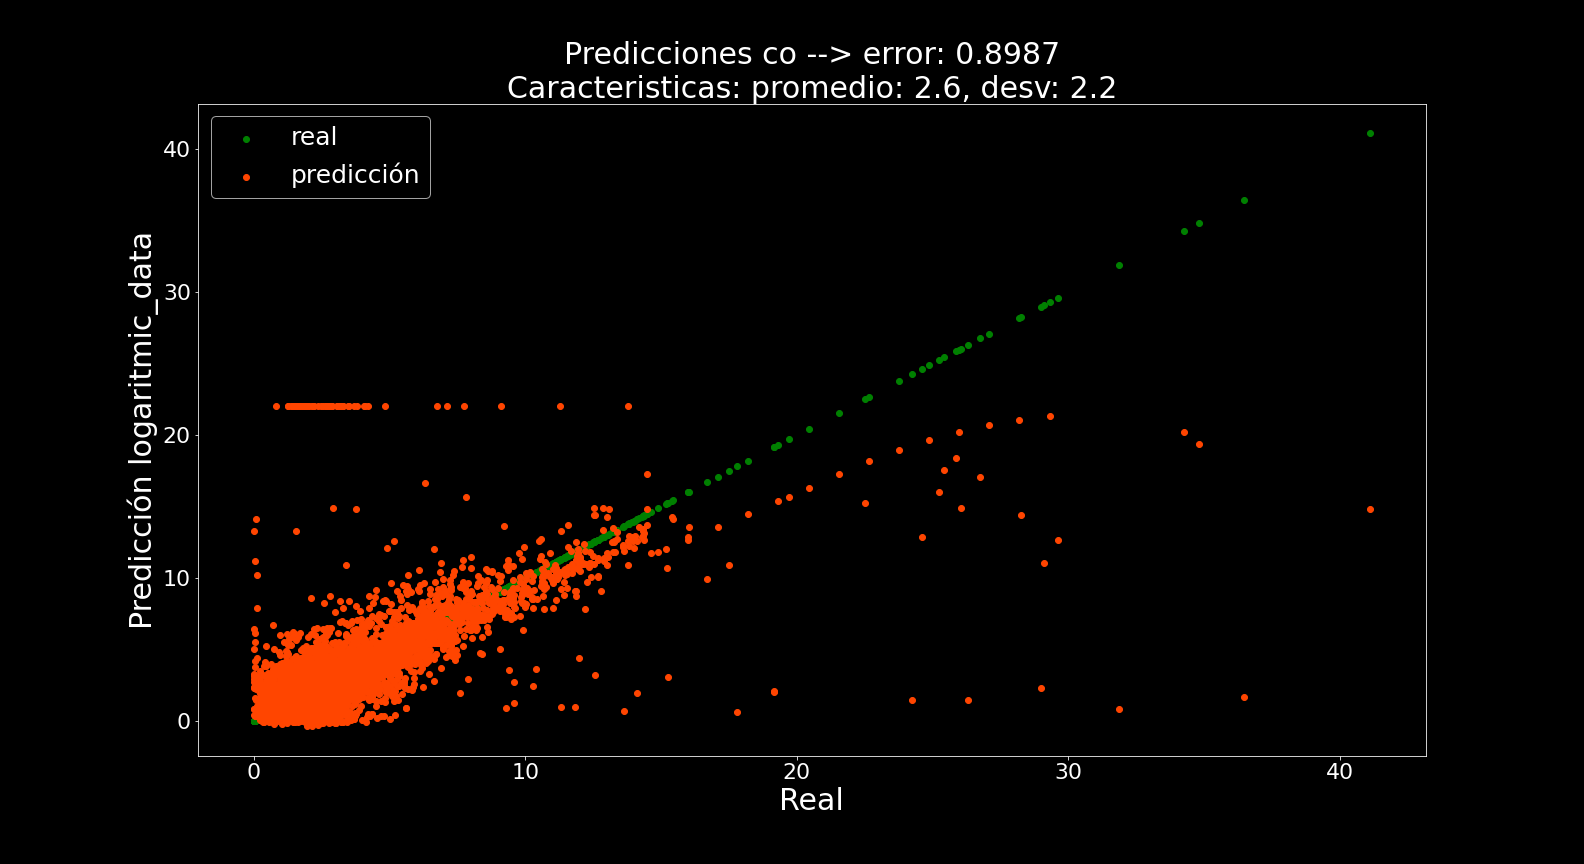 Predicciones co --> error: 0.8987
Caracteristicas: promedio: 2.6, desv: 2.2
real
predicción
Predicción logaritmic_data
40
30
20
10
0
0 10 20 30 40
Real